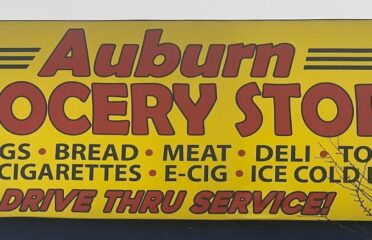 Auburn
OCERY STO
GS • BREAD • MEAT • DELI • TO
CIGARETTES • E-CIG • ICE COLD
DRIVE THRU SERVICE!